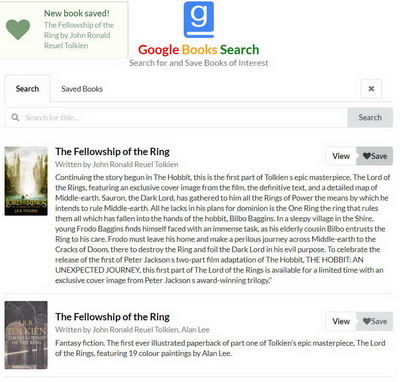 New book saved!
The Fellowship of the
Ring by John Ronald
Reuel Tolkien
g
Google Books Search
Search for and Save Books of Interest
Search
Saved Books
Search for title...
Search
The Fellowship of the Ring
View
Save
Written by John Ronald Reuel Tolkien
Continuing the story begun in The Hobbit, this is the first part of Tolkien s epic masterpiece, The Lord of
the Rings, featuring an exclusive cover image from the film, the definitive text, and a detailed map of
Middle-earth. Sauron, the Dark Lord, has gathered to him all the Rings of Power the means by which he
intends to rule Middle-earth. All he lacks in his plans for dominion is the One Ring the ring that rules
them all which has fallen into the hands of the hobbit, Bilbo Baggins. In a sleepy village in the Shire,
young Frodo Baggins finds himself faced with an immense task, as his elderly cousin Bilbo entrusts the
Ring to his care. Frodo must leave his home and make a perilous journey across Middle-earth to the
Cracks of Doom, there to destroy the Ring and foil the Dark Lord in his evil purpose. To celebrate the
release of the first of Peter Jackson s two-part film adaptation of The Hobbit, THE HOBBIT: AN
UNEXPECTED JOURNEY, this first part of The Lord of the Rings is available for a limited time with an
exclusive cover image from Peter Jackson s award-winning trilogy."
The Fellowship of the Ring
View
Save
Written by John Ronald Reuel Tolkien, Alan Lee
Fantasy fiction. The first ever illustrated paperback of part one of Tolkien's epic masterpiece, The Lord
of the Rings, featuring 19 colour paintings by Alan Lee.
J.R.R.
TOLKIEN